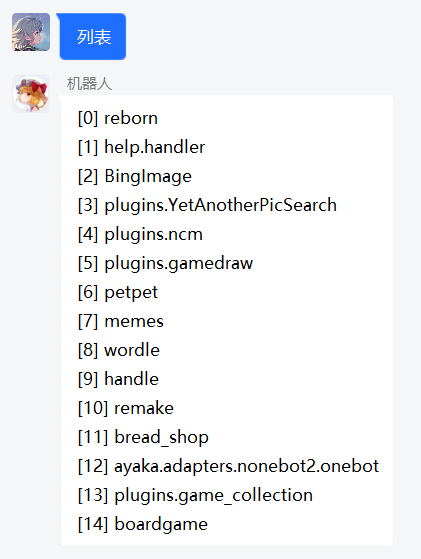 列表
机器人
[0] reborn
[1] help.handler
[2] BingImage
[3] plugins.YetAnotherPicSearch
[4] plugins.ncm
[5] plugins.gamedraw
[6] petpet
[7] memes
[8] wordle
[9] handle
[10] remake
[11] bread_shop
[12] ayaka.adapters.nonebot2.onebot
[13] plugins.game_collection
[14] boardgame